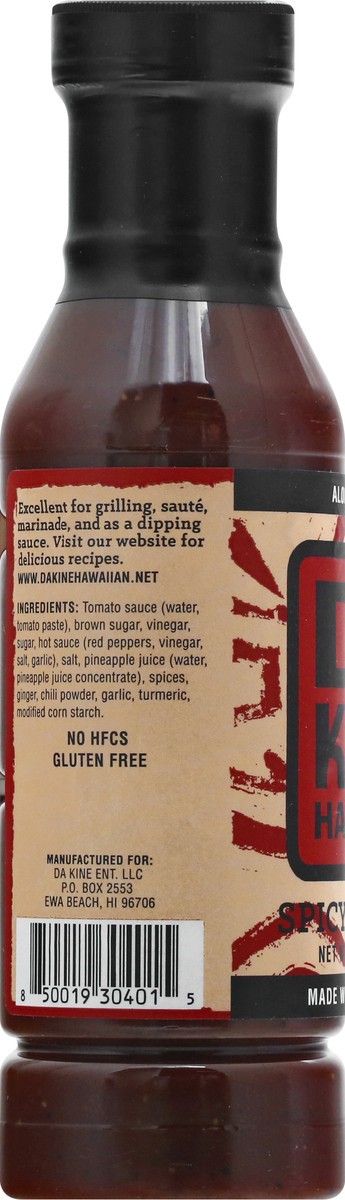 Excellent for grilling, sauté,
marinade, and as a dipping
sauce. Visit our website for
delicious recipes.
WWW.DAKINEHAWAIIAN.NET
INGREDIENTS: Tomato sauce (water,
tomato paste), brown sugar, vinegar,
sugar, hot sauce (red peppers, vinegar,
salt, garlic), salt, pineapple juice (water,
pineapple juice concentrate), spices,
ginger, chili powder, garlic, turmeric,
modified corn starch.
NO HFCS
GLUTEN FREE
MANUFACTURED FOR:
DA KINE ENT. LLC
P.O. BOX 2553
EWA BEACH, HI 96706
8 50019 30401 5
ALO
D
K
HA
SPICY
NET
MADE W